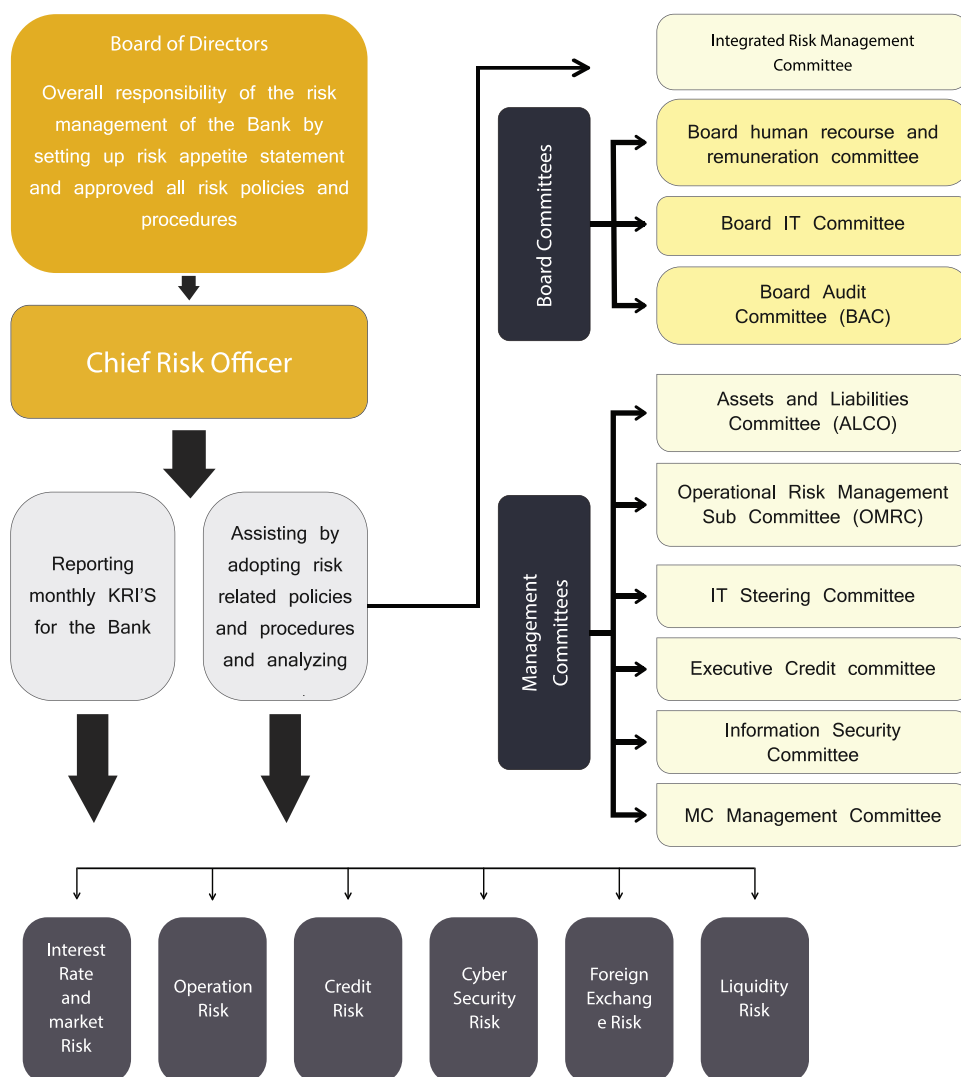 Board of Directors
Overall responsibility of the risk
management of the Bank by
setting up risk appetite statement
and approved all risk policies and
procedures
Chief Risk Officer
Reporting
monthly KRI'S
for the Bank
Assisting by
adopting risk
related policies
and procedures
and analyzing
.
Integrated Risk Management
Committee
Board Committees
Board human recourse and
remuneration committee
Board IT Committee
Board Audit
Committee (BAC)
Management
Committees
Assets and Liabilities
Committee (ALCO)
Operational Risk Management
Sub Committee (OMRC)
IT Steering Committee
Executive Credit committee
Information Security
Committee
MC Management Committee
Interest
Rate
and
market
Risk
Operation
Risk
Credit
Risk
Cyber
Security
Risk
Foreign
Exchang
e Risk
Liquidity
Risk